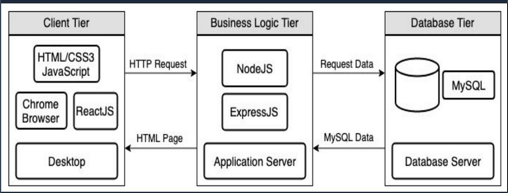 Client Tier
HTML/CSS3
JavaScript
Chrome
Browser
ReactJS
Desktop
HTTP Request
HTML Page
Business Logic Tier
NodeJS
ExpressJS
Application Server
Request Data
MySQL Data
Database Tier
MySQL
Database Server